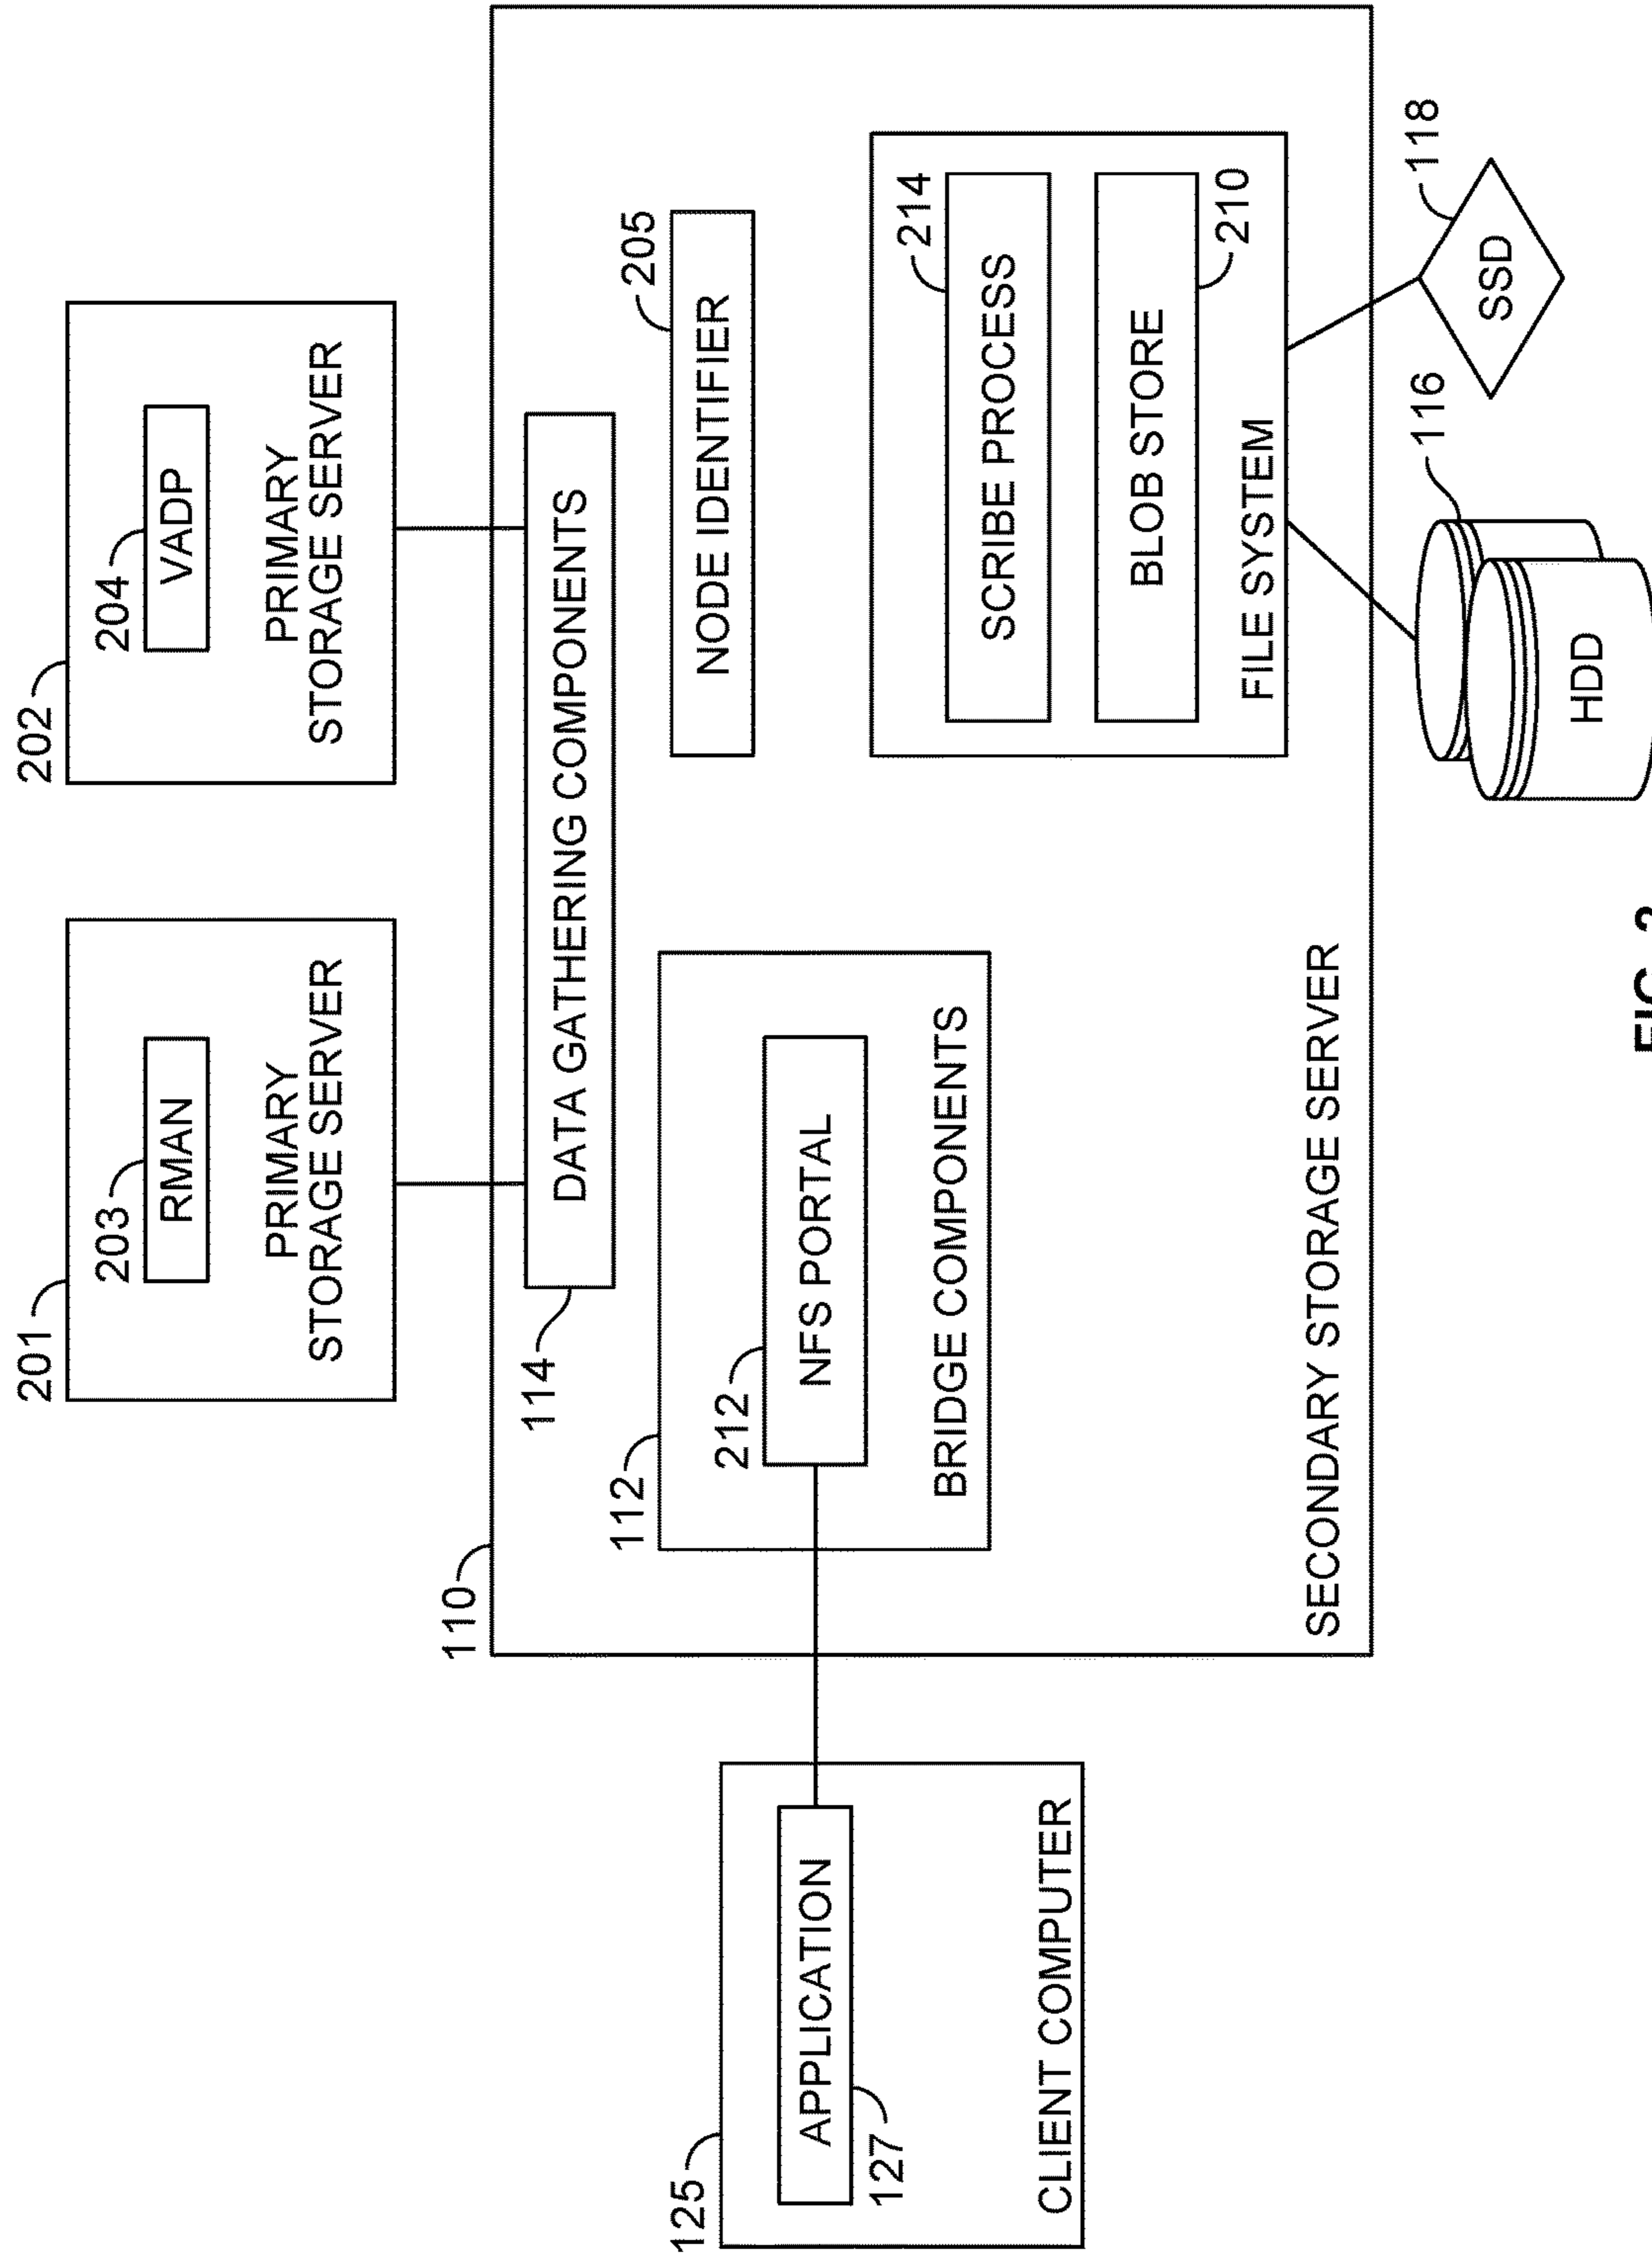 201
202
203
204
RMAN
VADP
PRIMARY
STORAGE SERVER
PRIMARY
STORAGE SERVER
110
114
DATA GATHERING COMPONENTS
125
112
205
212
NODE IDENTIFIER
APPLICATION
NFS PORTAL
127
214
SCRIBE PROCESS
BRIDGE COMPONENTS
CLIENT COMPUTER
BLOB STORE
210
FILE SYSTEM
SECONDARY STORAGE SERVER
116
118
SSD
HDD
FIG. 2